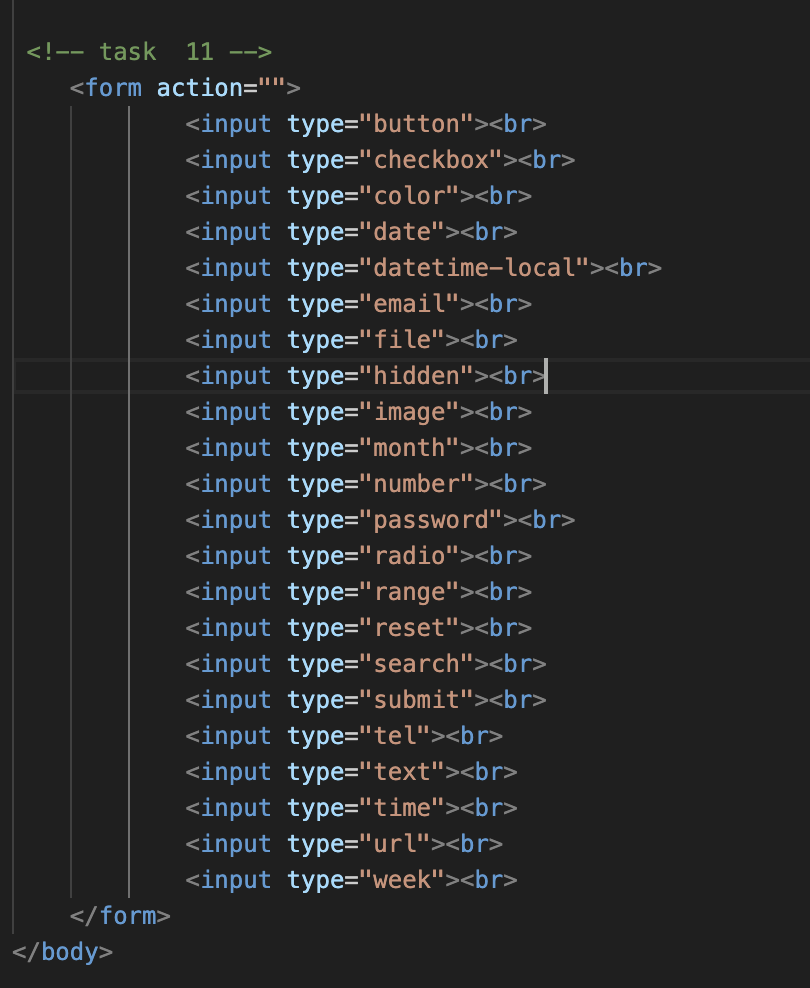 <!-- task  11 -->
<form action="">
<input type="button"><br>
<input type="checkbox"><br>
<input type="color"><br>
<input type="date"><br>
<input type="datetime-local"><br>
<input type="email"><br>
<input type="file"><br>
<input type="hidden"><br>
<input type="image"><br>
<input type="month"><br>
<input type="number"><br>
<input type="password"><br>
<input type="radio"><br>
<input type="range"><br>
<input type="reset"><br>
<input type="search"><br>
<input type="submit"><br>
<input type="tel"><br>
<input type="text"><br>
<input type="time"><br>
<input type="url"><br>
<input type="week"><br>
</form>
</body>